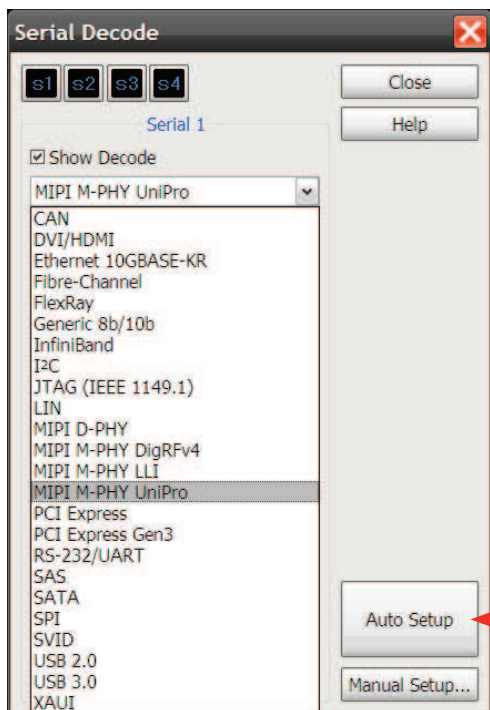 Serial Decode
s1 s2 s3 s4
Close
Serial 1
Help
Show Decode
MIPI M-PHY UniPro
CAN
DVI/HDMI
Ethernet 10GBASE-KR
Fibre-Channel
FlexRay
Generic 8b/10b
InfiniBand
I²C
JTAG (IEEE 1149.1)
LIN
MIPI D-PHY
MIPI M-PHY DigRFv4
MIPI M-PHY LLI
MIPI M-PHY UniPro
PCI Express
PCI Express Gen3
RS-232/UART
SAS
SATA
SPI
SVID
USB 2.0
USB 3.0
XAUI
Auto Setup
Manual Setup...